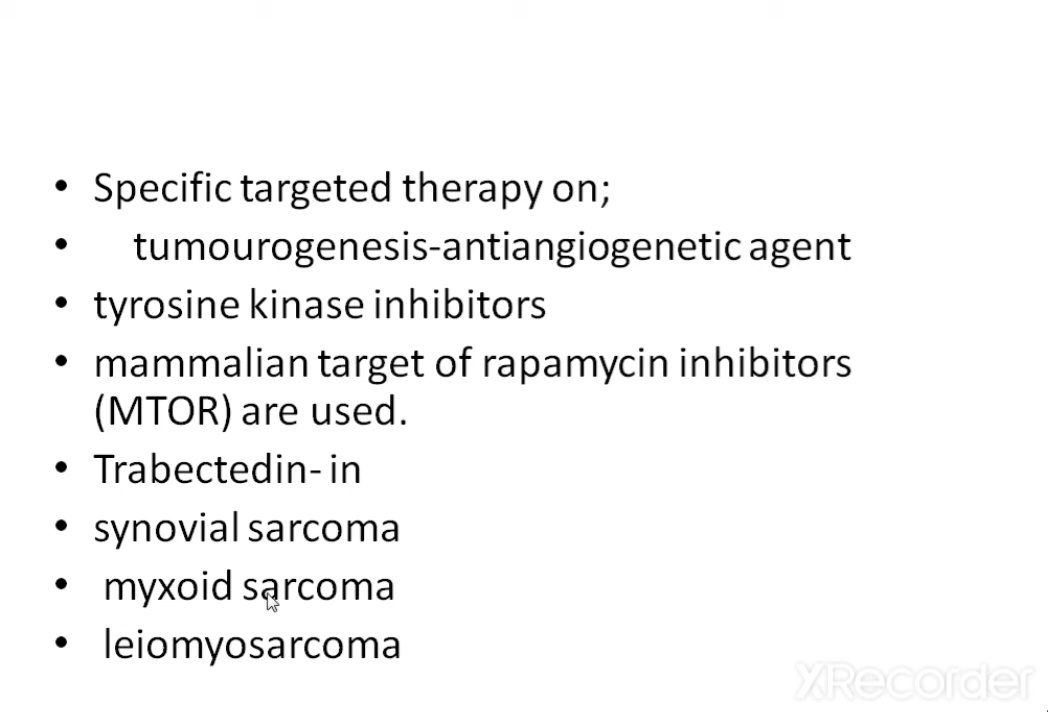 • Specific targeted therapy on;
• tumourogenesis-antiangiogenetic agent
• tyrosine kinase inhibitors
• mammalian target of rapamycin inhibitors
(MTOR) are used.
• Trabectedin- in
• synovial sarcoma
• myxoid sarcoma
• leiomyosarcoma
XRecorder